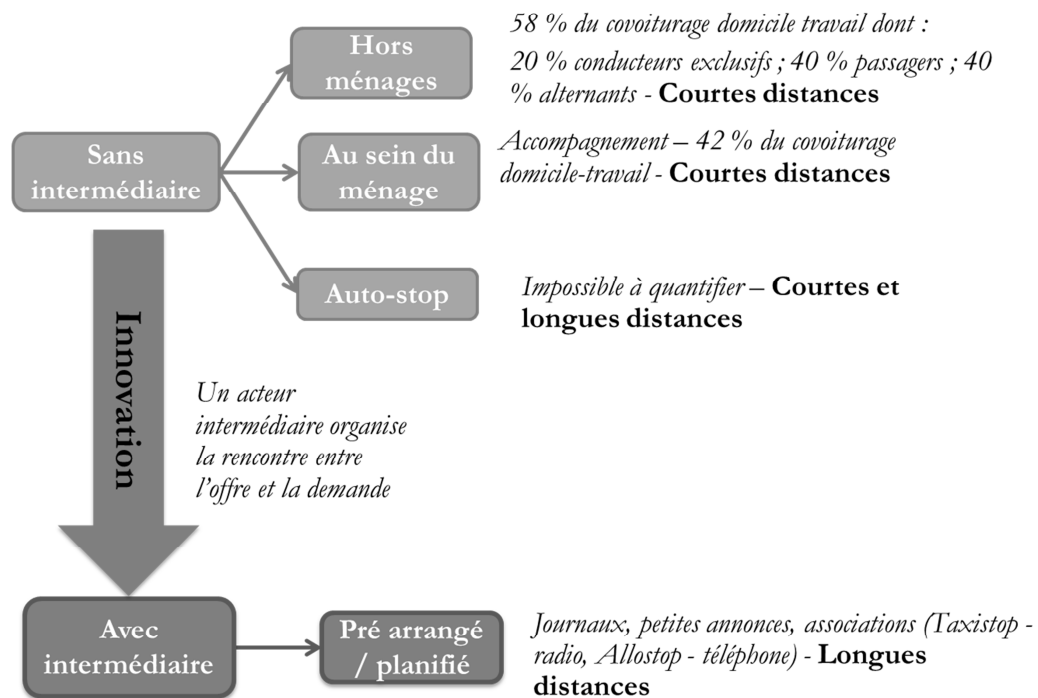 Hors
ménages
58 % du covoiturage domicile travail dont :
20 % conducteurs exclusifs ; 40 % passagers ; 40
% alternants - Courtes distances
Sans
intermédiaire
Au sein du
ménage
Accompagnement – 42 % du covoiturage
domicile-travail - Courtes distances
Auto-stop
Impossible à quantifier – Courtes et
longues distances
Innovation
Un acteur
intermédiaire organise
la rencontre entre
l'offre et la demande
Avec
intermédiaire
Pré arrangé
/ planifié
Journaux, petites annonces, associations (Taxistop -
radio, Allostop - téléphone) - Longues
distances